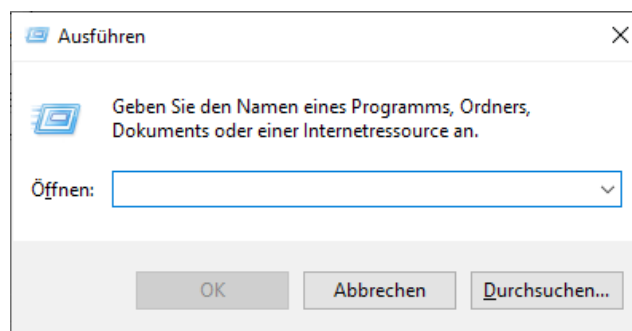 Ausführen
Geben Sie den Namen eines Programms, Ordners,
Dokuments oder einer Internetressource an.
Öffnen:
OK Abbrechen Durchsuchen...